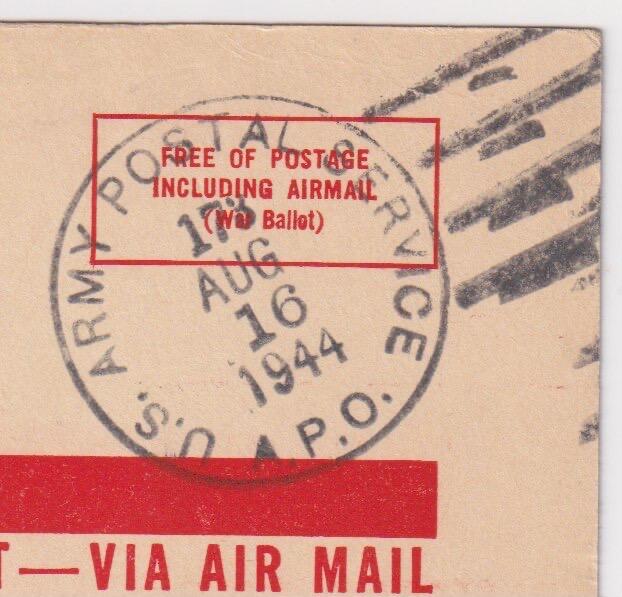 FREE OF POSTAGE
INCLUDING AIRMAIL
(War Ballot)
U.S. ARMY POSTAL SERVICE
AUG
16
1944
A.P.O.
T—VIA AIR MAIL